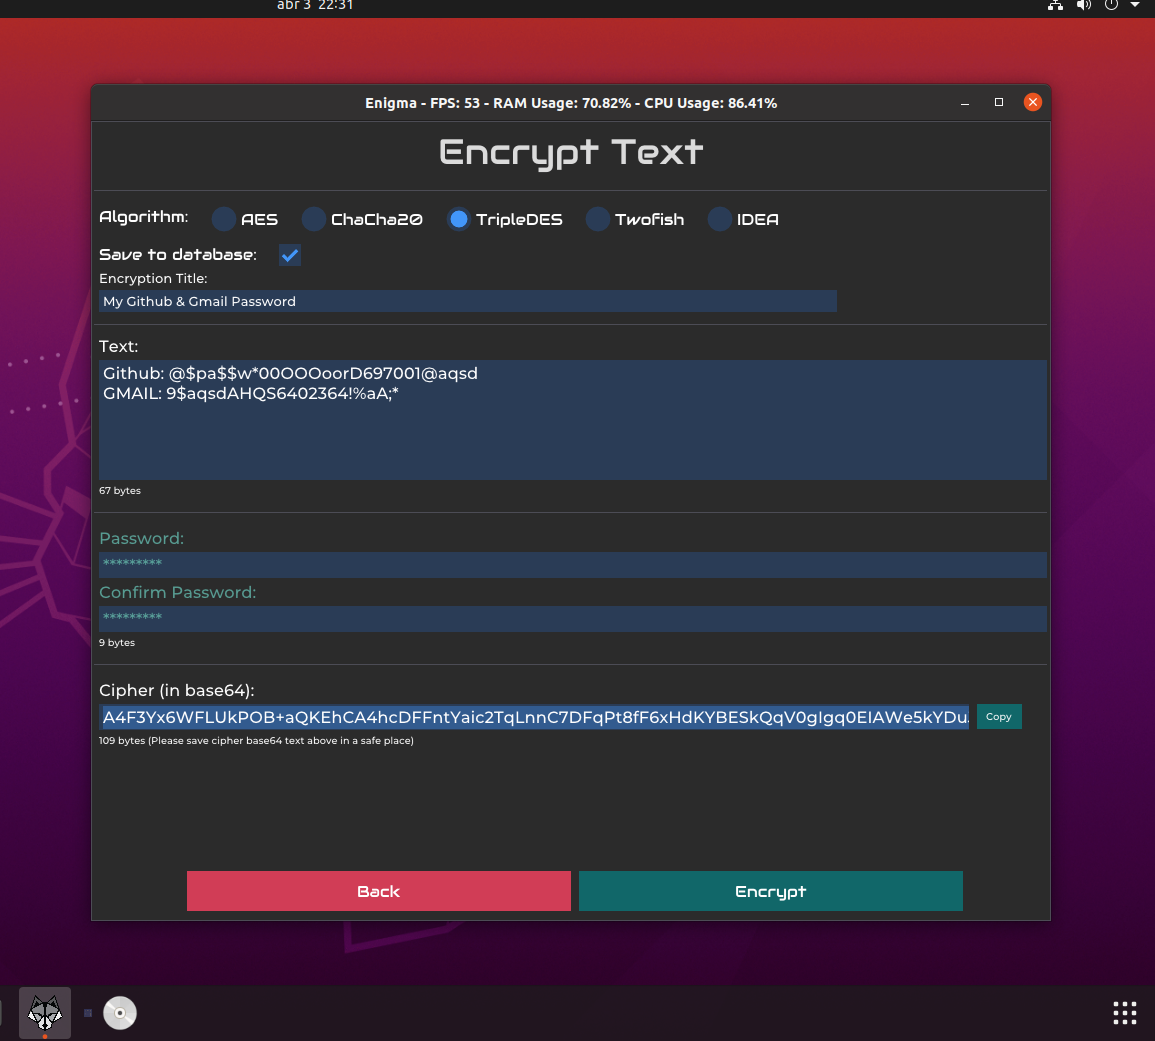 abr 3 22:31
Enigma - FPS: 53 - RAM Usage: 70.82% - CPU Usage: 86.41%
Encrypt Text
Algorithm: AES ChaCha20 TripleDES Twofish IDEA
Save to database:
Encryption Title:
My Github & Gmail Password
Text:
Github: @$pa$$w*00OOOoorD697001@aqsd
GMAIL: 9$aqsdAHQS6402364!%aA;*
67 bytes
Password:
*********
Confirm Password:
*********
9 bytes
Cipher (in base64):
A4F3Yx6WFLUkPOB+aQKEhCA4hcDFFntYaic2TqLnnC7DFqPt8fF6xHdKYBESkQqV0gIgq0EIAWe5kYDu Copy
109 bytes (Please save cipher base64 text above in a safe place)
Back Encrypt